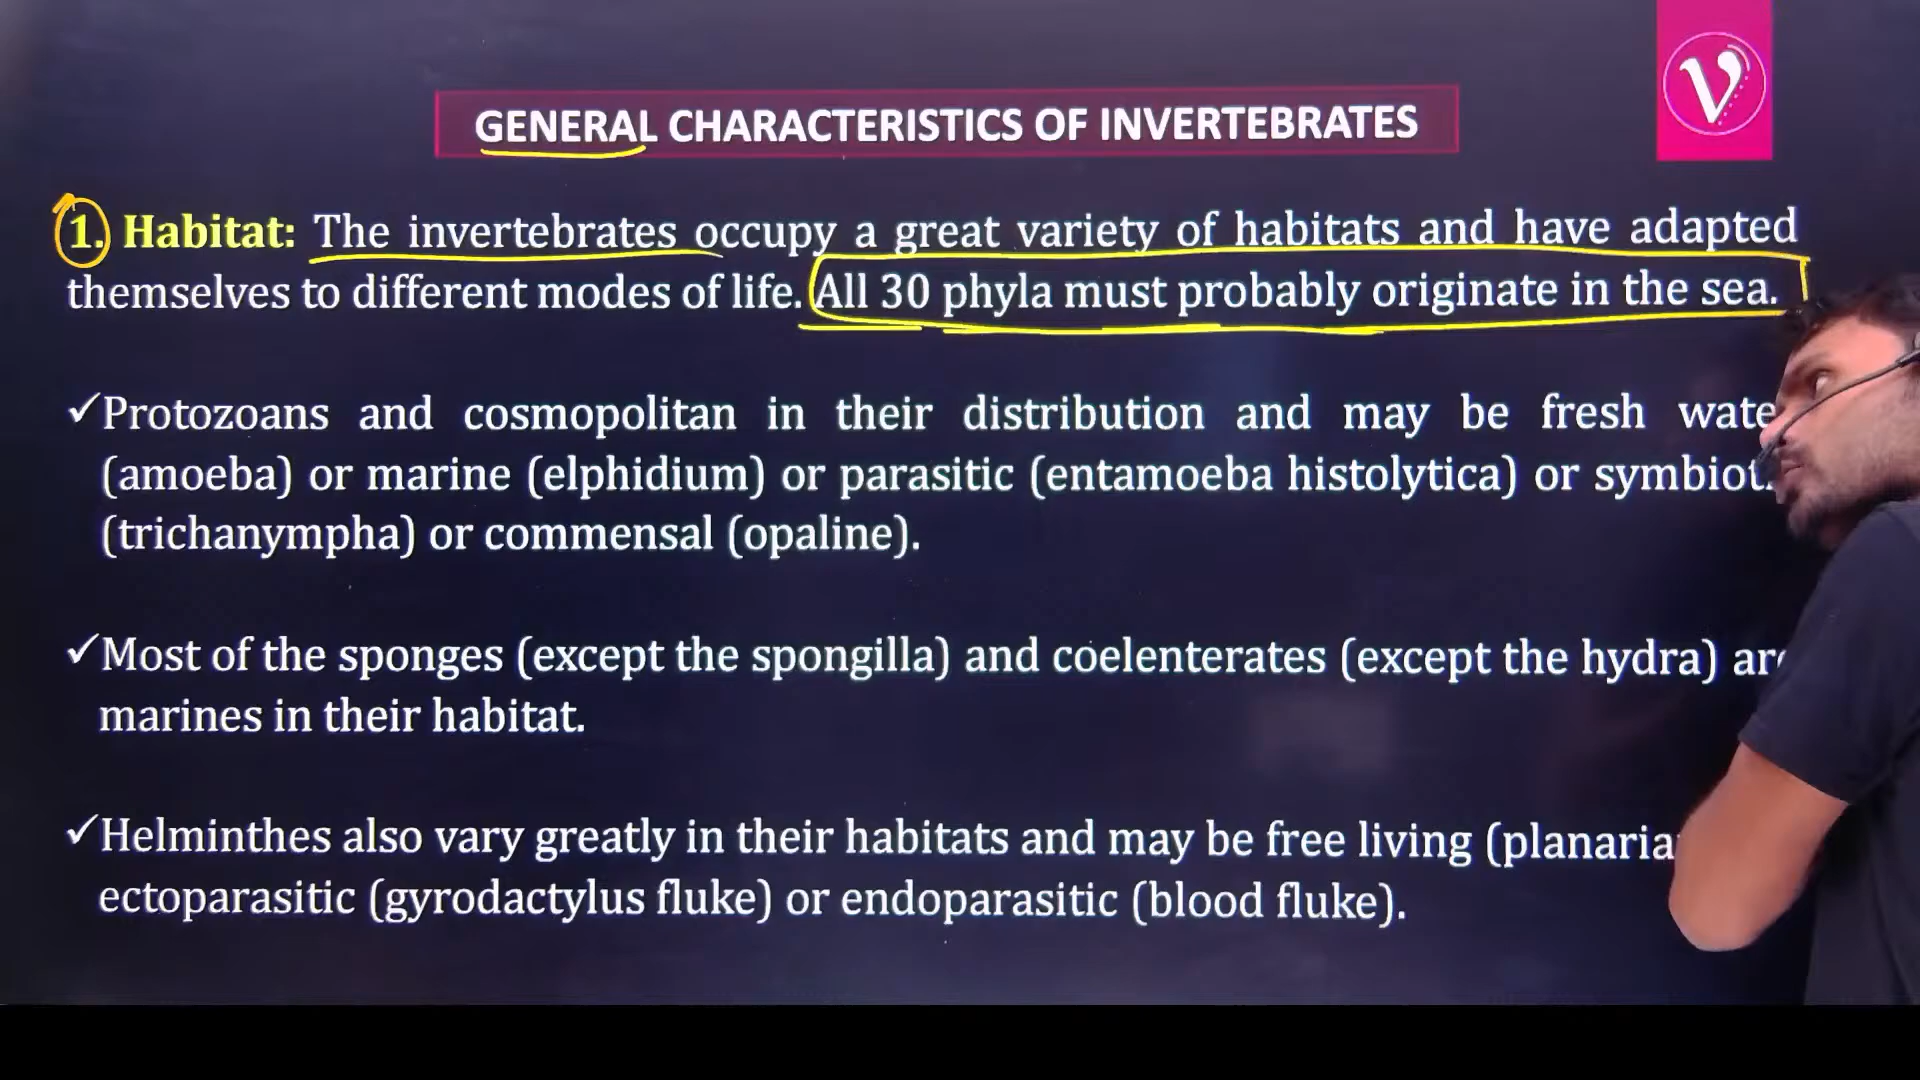 V
GENERAL CHARACTERISTICS OF INVERTEBRATES
1. Habitat: The invertebrates occupy a great variety of habitats and have adapted
themselves to different modes of life. All 30 phyla must probably originate in the sea.
✓Protozoans and cosmopolitan in their distribution and may be fresh
(amoeba) or marine (elphidium) or parasitic (entamoeba histolytica) or
(trichanympha) or commensal (opaline).
✓Most of the sponges (except the spongilla) and coelenterates (except the hydra)
marines in their habitat.
✓Helminthes also vary greatly in their habitats and may be free living (planaria
ectoparasitic (gyrodactylus fluke) or endoparasitic (blood fluke).